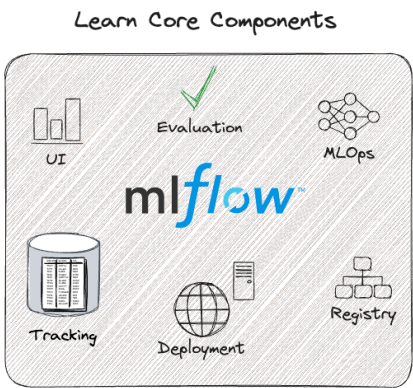 Learn Core Components
Evaluation
UI
MLOps
mlflow™
Tracking
Deployment
Registry